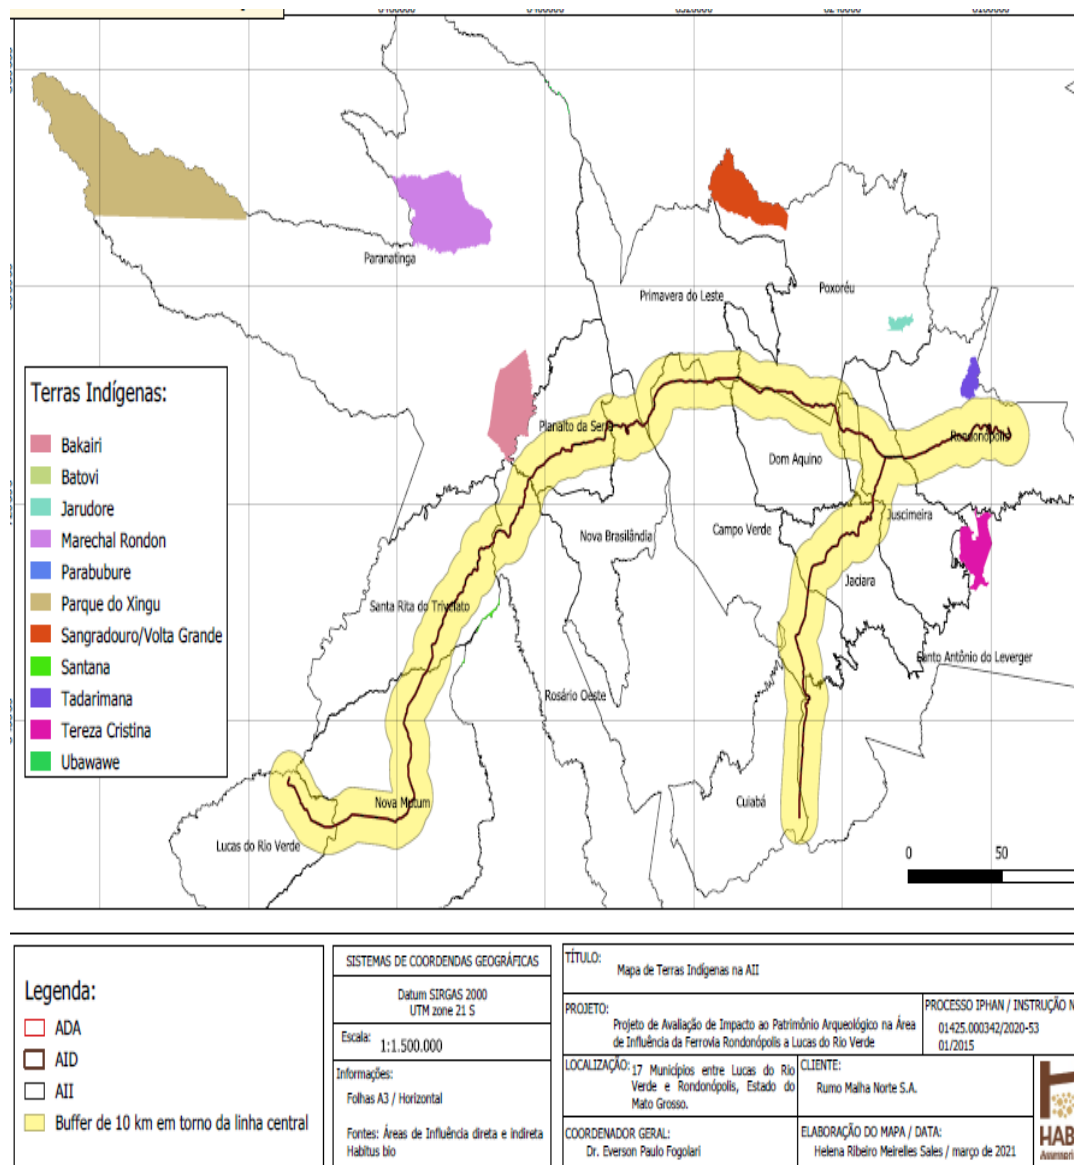 Paranatinga
Primavera do Leste
Poxoréu
Terras Indígenas:
Bakairi
Batovi
Jarudore
Marechal Rondon
Parabubure
Parque do Xingu
Sangradouro/Volta Grande
Santana
Tadarimana
Tereza Cristina
Ubawawe
Planalto da Serra
Rondonópolis
Dom Aquino
Juscimeira
Campo Verde
Nova Brasilândia
Jaciara
Santa Rita do Trivelato
Santo Antônio do Leverger
Rosário Oeste
Nova Mutum
Cuiabá
Lucas do Rio Verde
0 50
Legenda:
ADA
AID
AII
Buffer de 10 km em torno da linha central
SISTEMAS DE COORDENDAS GEOGRÁFICAS
Datum SIRGAS 2000
UTM zone 21 S
Escala: 1:1.500.000
Informações:
Folhas A3 / Horizontal
Fontes: Áreas de Influência direta e indireta
Habitus bio
TÍTULO:
Mapa de Terras Indígenas na AII
PROJETO:
Projeto de Avaliação de Impacto ao Patrimônio Arqueológico na Área
de Influência da Ferrovia Rondonópolis a Lucas do Rio Verde
PROCESSO IPHAN / INSTRUÇÃO N
01425.000342/2020-53
01/2015
LOCALIZAÇÃO: 17 Municípios entre Lucas do Rio
Verde e Rondonópolis, Estado do
Mato Grosso.
CLIENTE:
Rumo Malha Norte S.A.
COORDENADOR GERAL:
Dr. Everson Paulo Fogolari
ELABORAÇÃO DO MAPA / DATA:
Helena Ribeiro Meirelles Sales / março de 2021
HAB